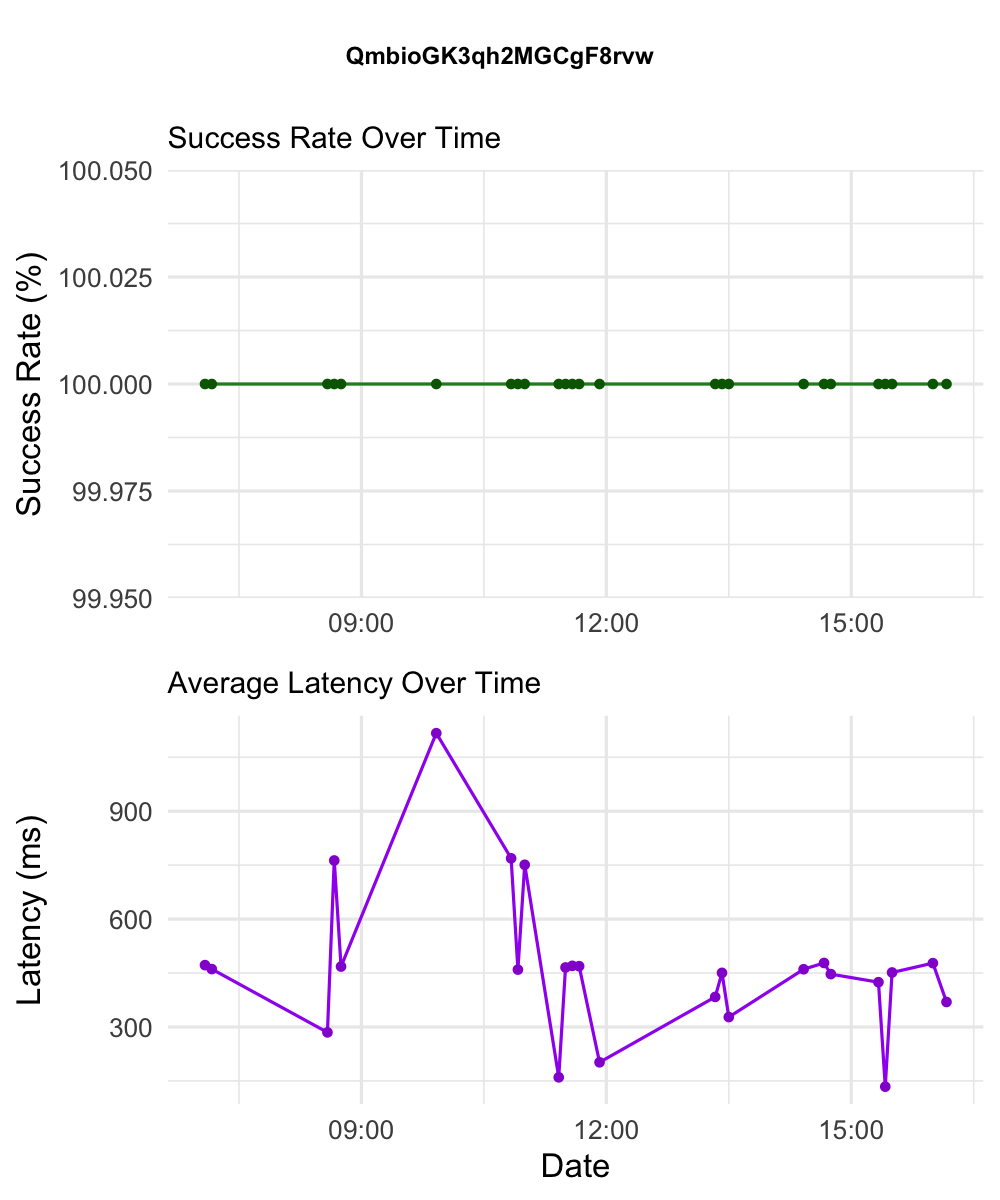 QmbioGK3qh2MGCgF8rvw
Success Rate Over Time
Success Rate (%)
100.050
100.025
100.000
99.975
99.950
09:00 12:00 15:00
Average Latency Over Time
Latency (ms)
900
600
300
09:00 12:00 15:00
Date